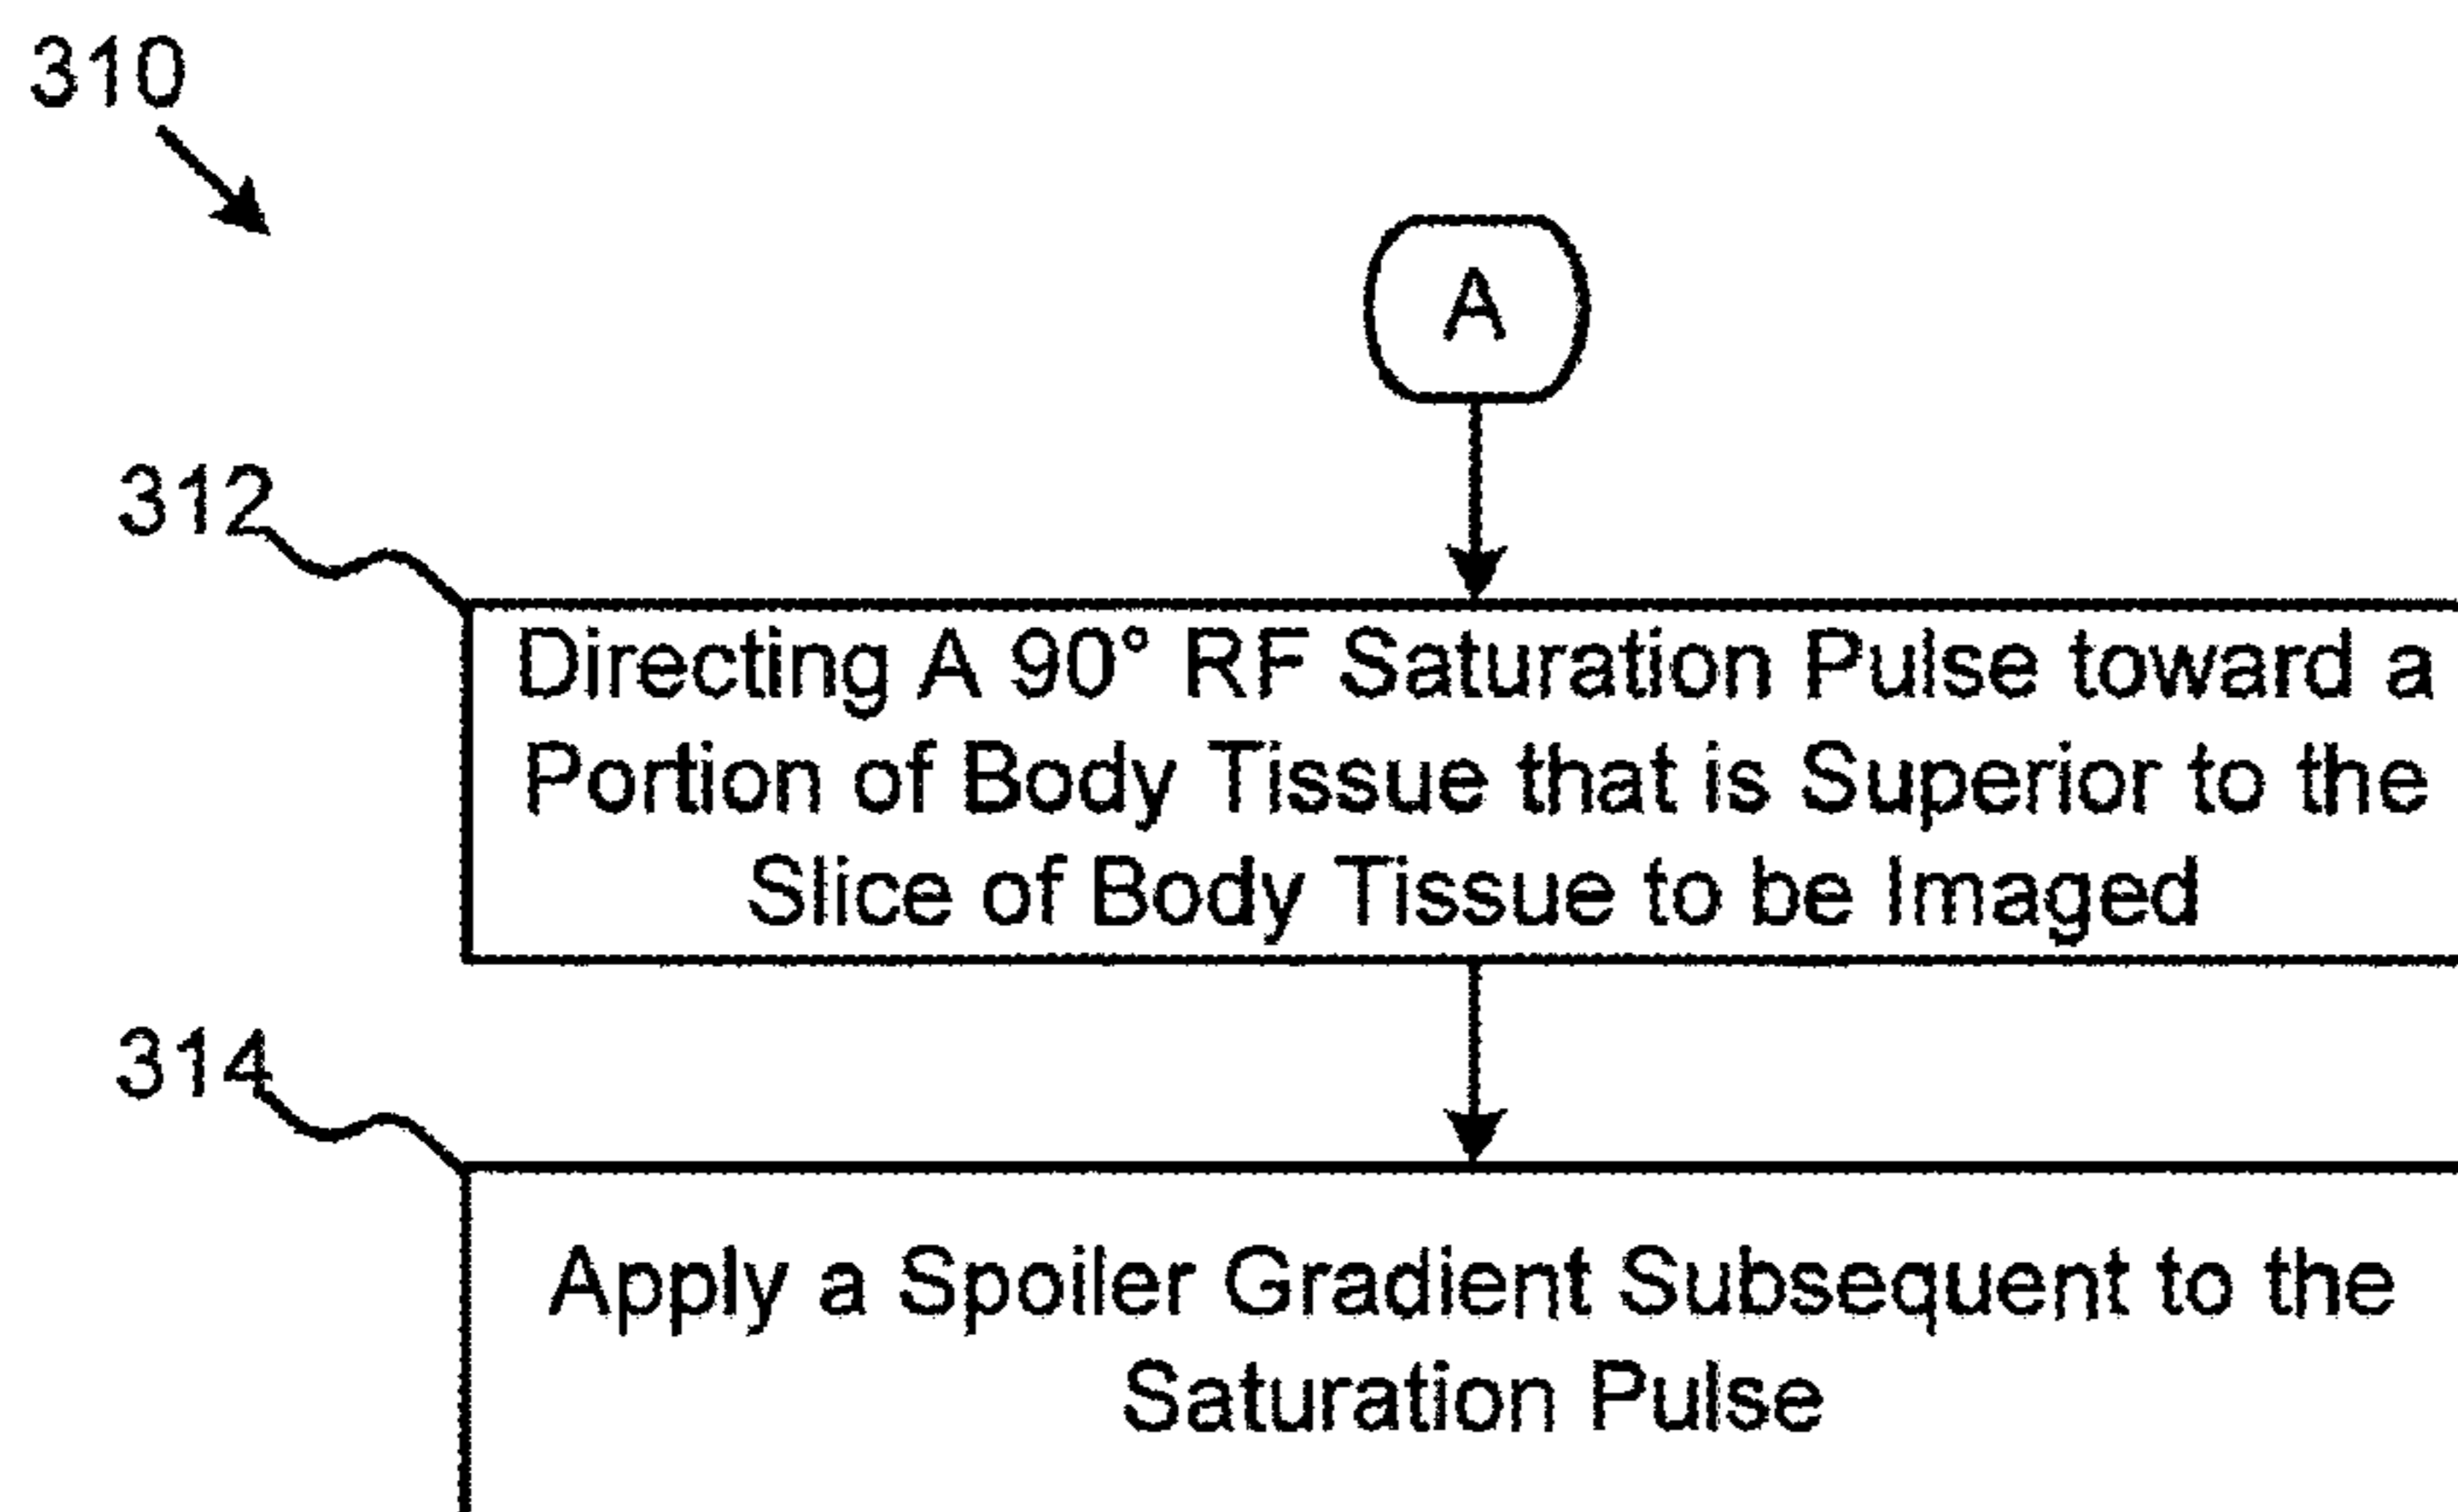 310
A
312
Directing A 90° RF Saturation Pulse toward a
Portion of Body Tissue that is Superior to the
Slice of Body Tissue to be Imaged
314
Apply a Spoiler Gradient Subsequent to the
Saturation Pulse